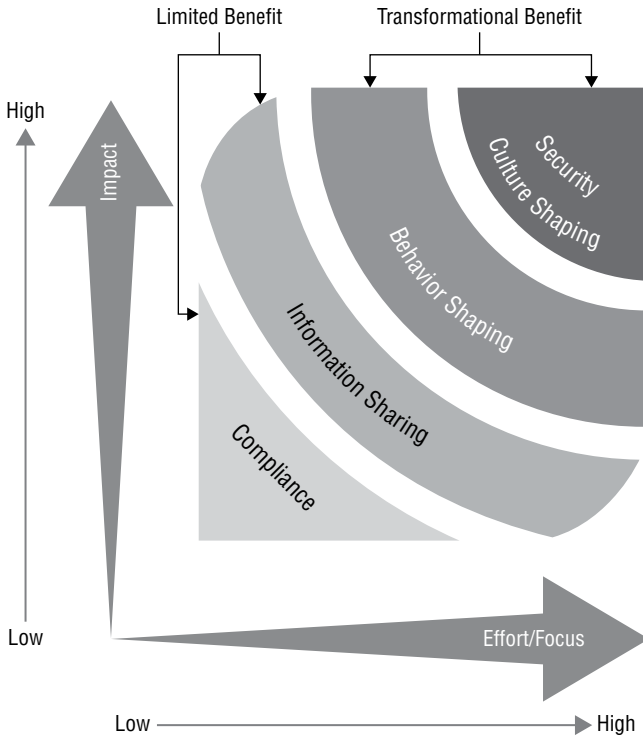 Limited Benefit
Transformational Benefit
High
Impact
Security
Culture Shaping
Behavior Shaping
Information Sharing
Compliance
Low
Effort/Focus
Low
High